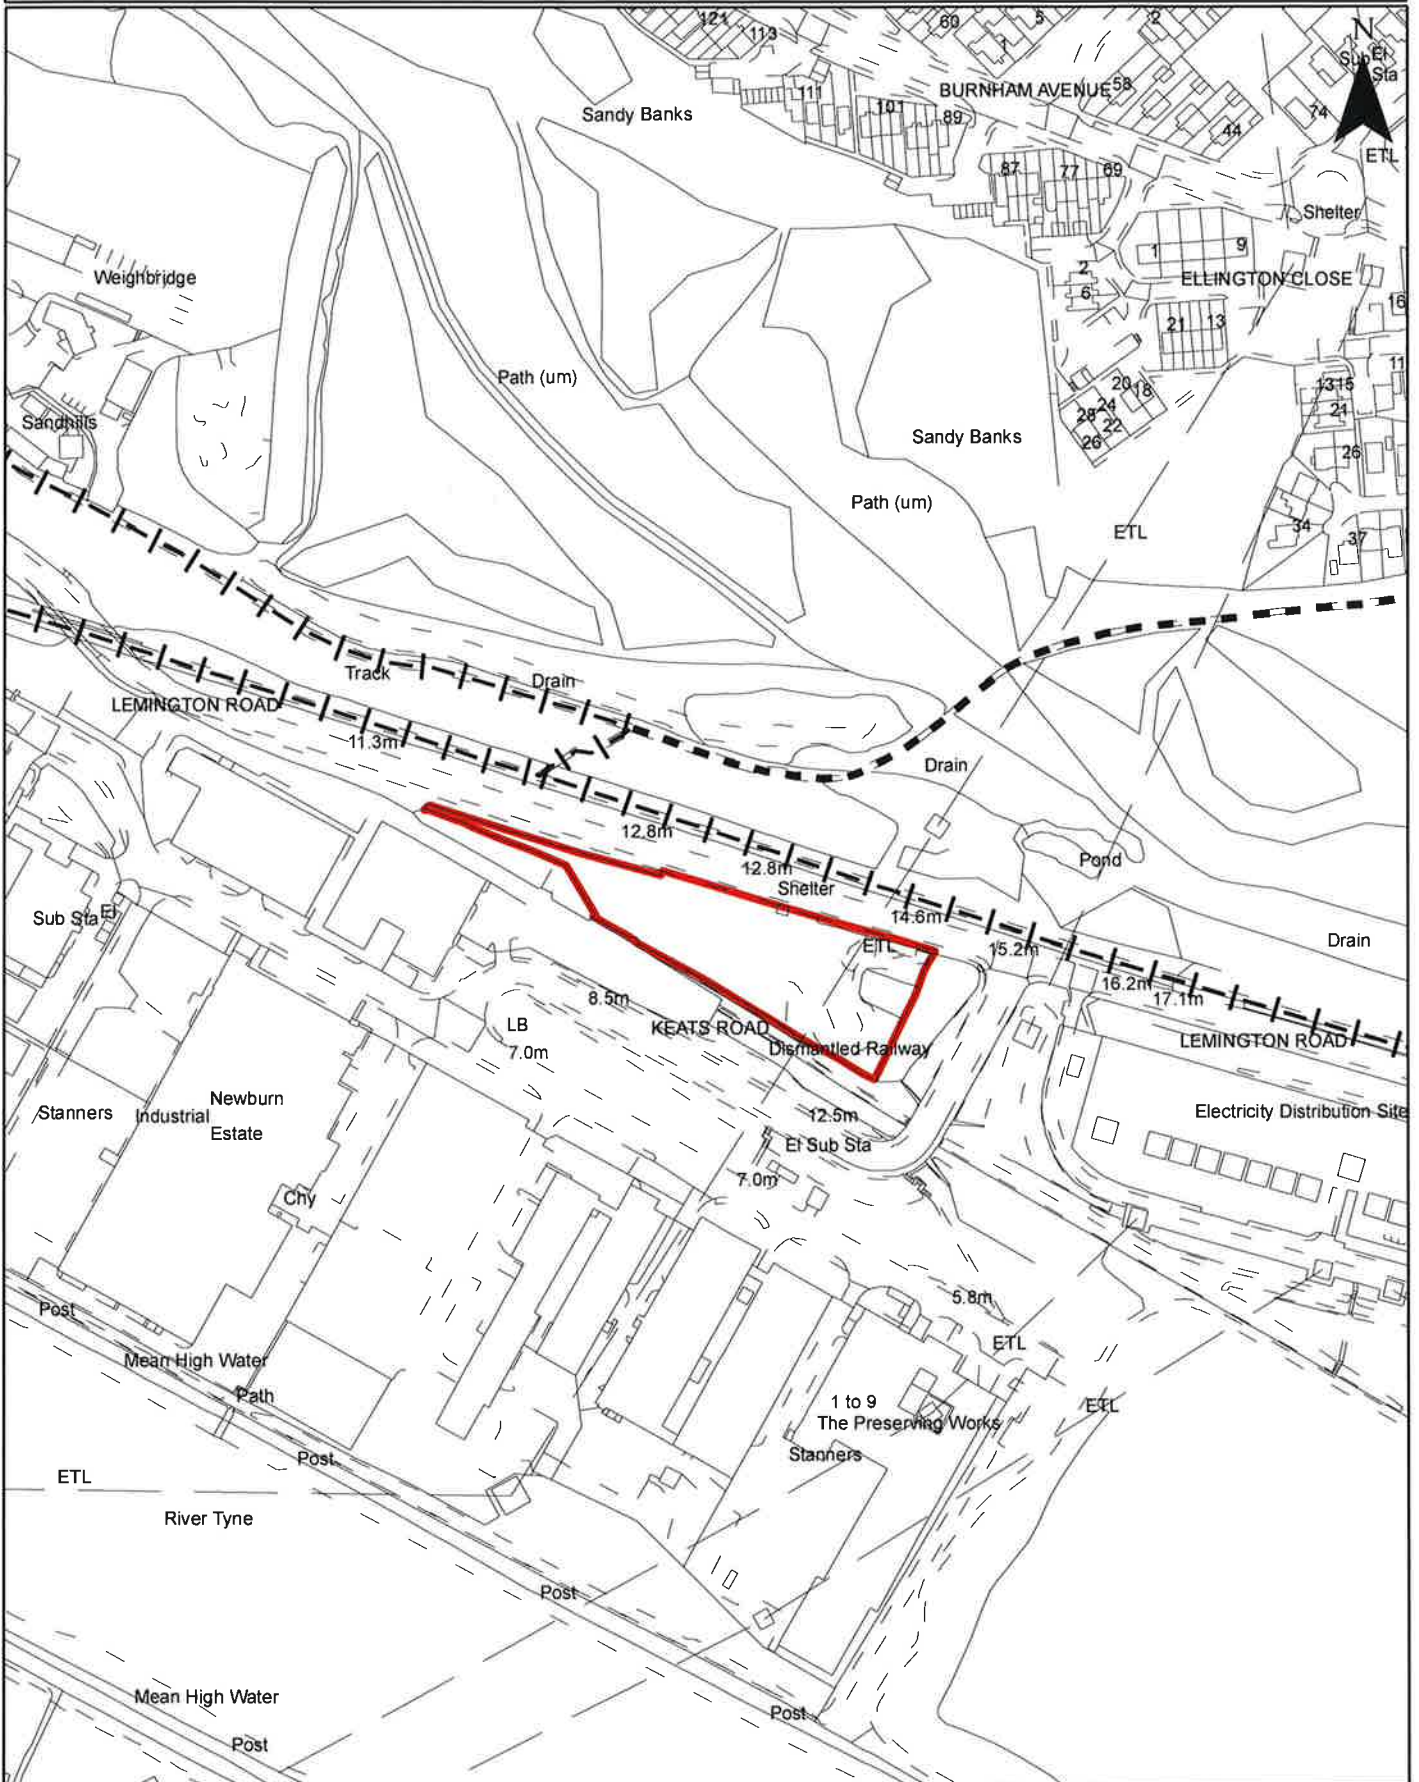 121
113
60
5
1
2
N
El
Sub
Sta
BURNHAM AVENUE
58
111
101
89
74
44
Sandy Banks
ETL
87
77
69
Shelter
1
9
2
6
ELLINGTON CLOSE
Weighbridge
16
21
13
Path (um)
11
20
18
1315
24
28
22
26
21
Sandhills
Sandy Banks
26
Path (um)
34
37
ETL
Track
Drain
LEMINGTON ROAD
11.3m
Drain
12.8m
12.8m
Pond
Shelter
Sub Sta
El
14.6m
ETL
15.2m
Drain
16.2m
17.1m
8.5m
LB
KEATS ROAD
7.0m
Dismantled Railway
LEMINGTON ROAD
Stanners
Industrial
Newburn
Estate
12.5m
Electricity Distribution Site
El Sub Sta
7.0m
Chy
Post
5.8m
ETL
Mean High Water
Path
1 to 9
The Preserving Works
ETL
Stanners
Post
ETL
River Tyne
Post
Mean High Water
Post
Post